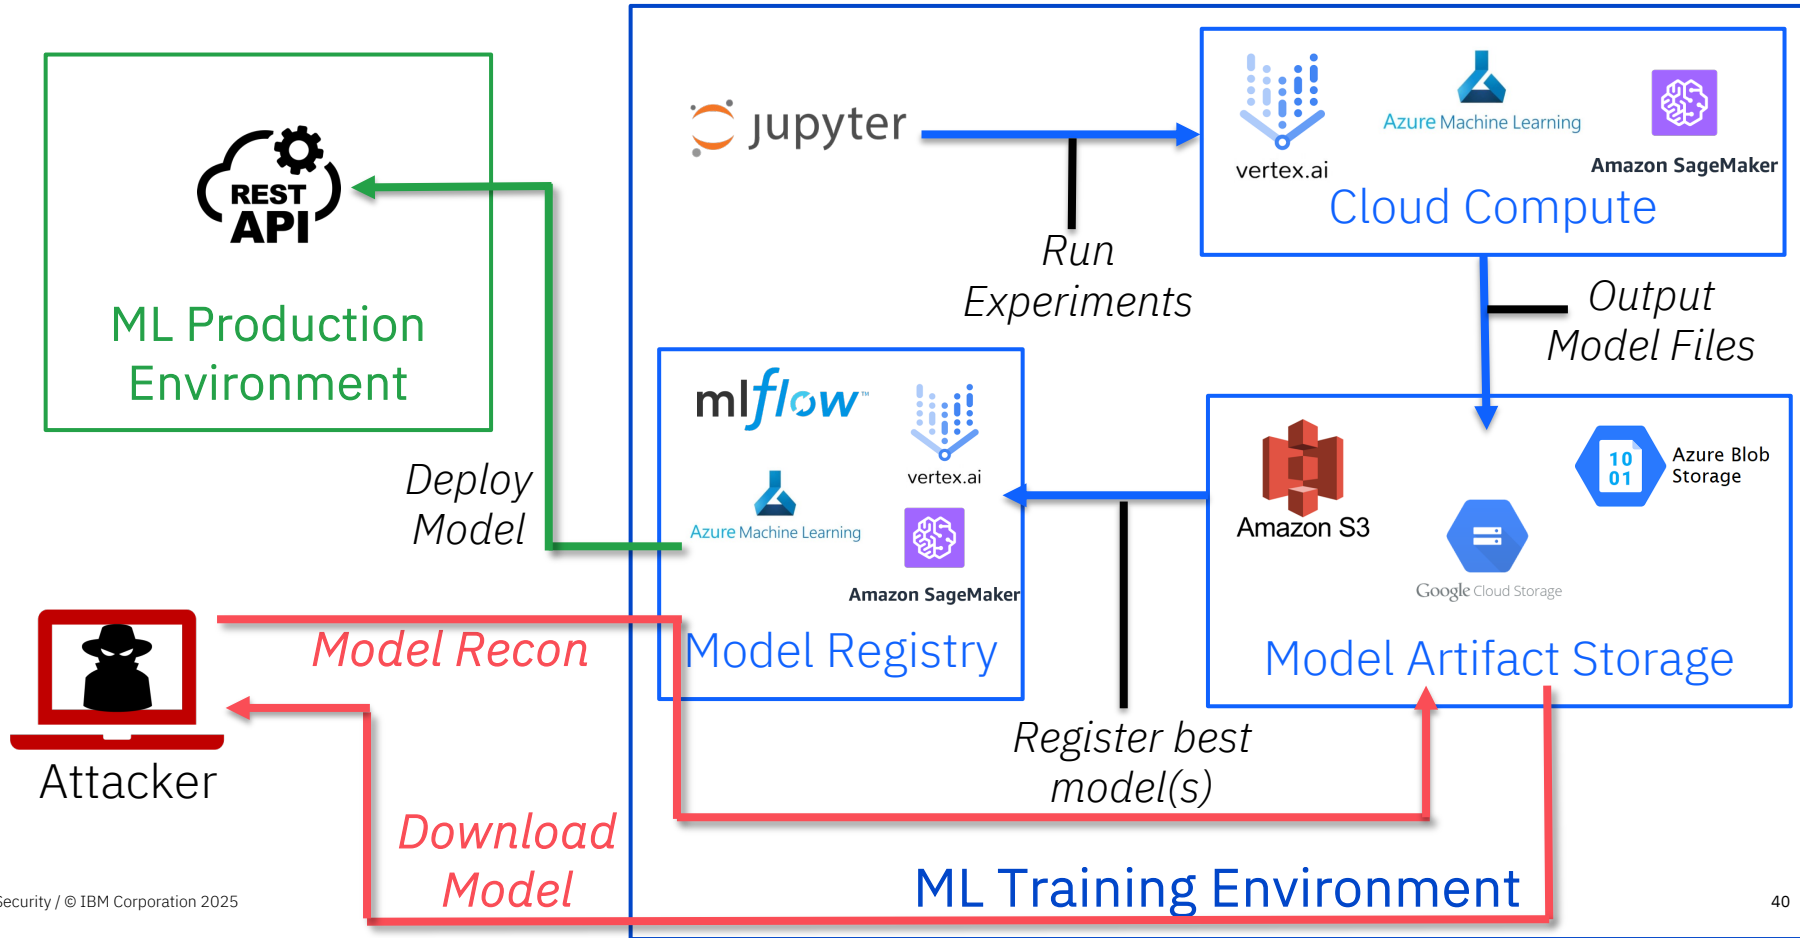 REST
API
ML Production
Environment
jupyter
Run
Experiments
vertex.ai
Azure Machine Learning
Amazon SageMaker
Cloud Compute
Output
Model Files
mlflow™
vertex.ai
Azure Machine Learning
Amazon SageMaker
Model Registry
Deploy
Model
Amazon S3
10
01
Azure Blob
Storage
Google Cloud Storage
Model Artifact Storage
Register best
model(s)
Attacker
Model Recon
Download
Model
ML Training Environment
Security / © IBM Corporation 2025
40